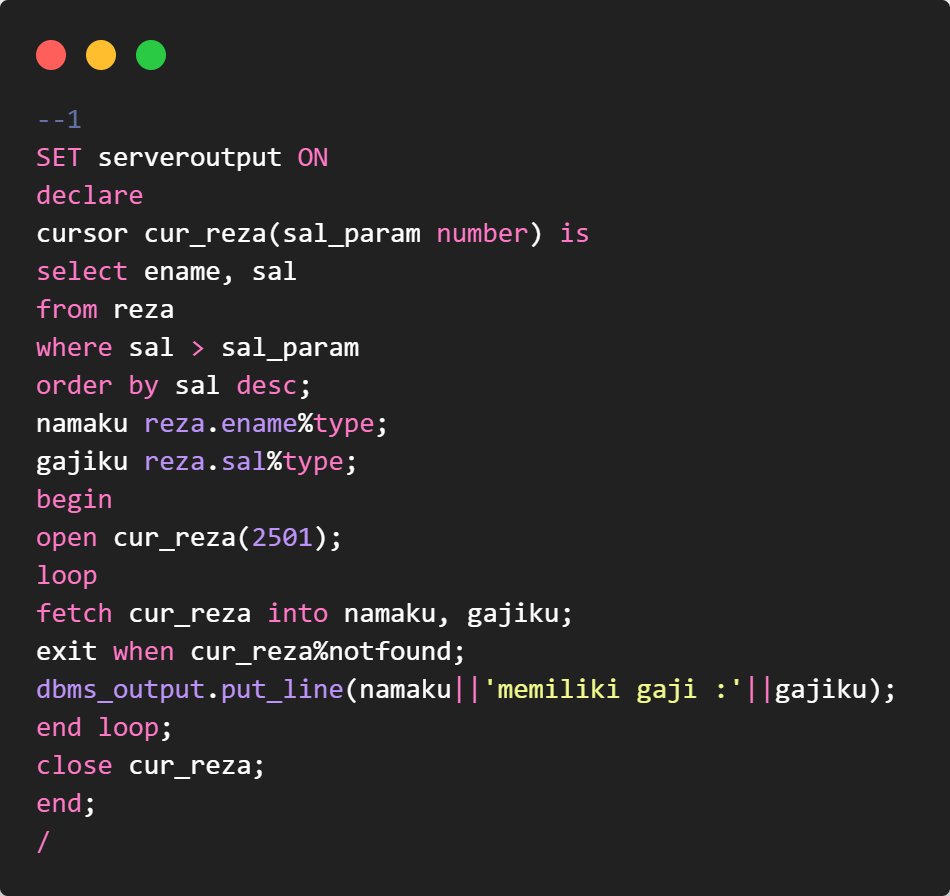 --1
SET serveroutput ON
declare
cursor cur_reza(sal_param number) is
select ename, sal
from reza
where sal > sal_param
order by sal desc;
namaku reza.ename%type;
gajiku reza.sal%type;
begin
open cur_reza(2501);
loop
fetch cur_reza into namaku, gajiku;
exit when cur_reza%notfound;
dbms_output.put_line(namaku||'memiliki gaji :'||gajiku);
end loop;
close cur_reza;
end;
/